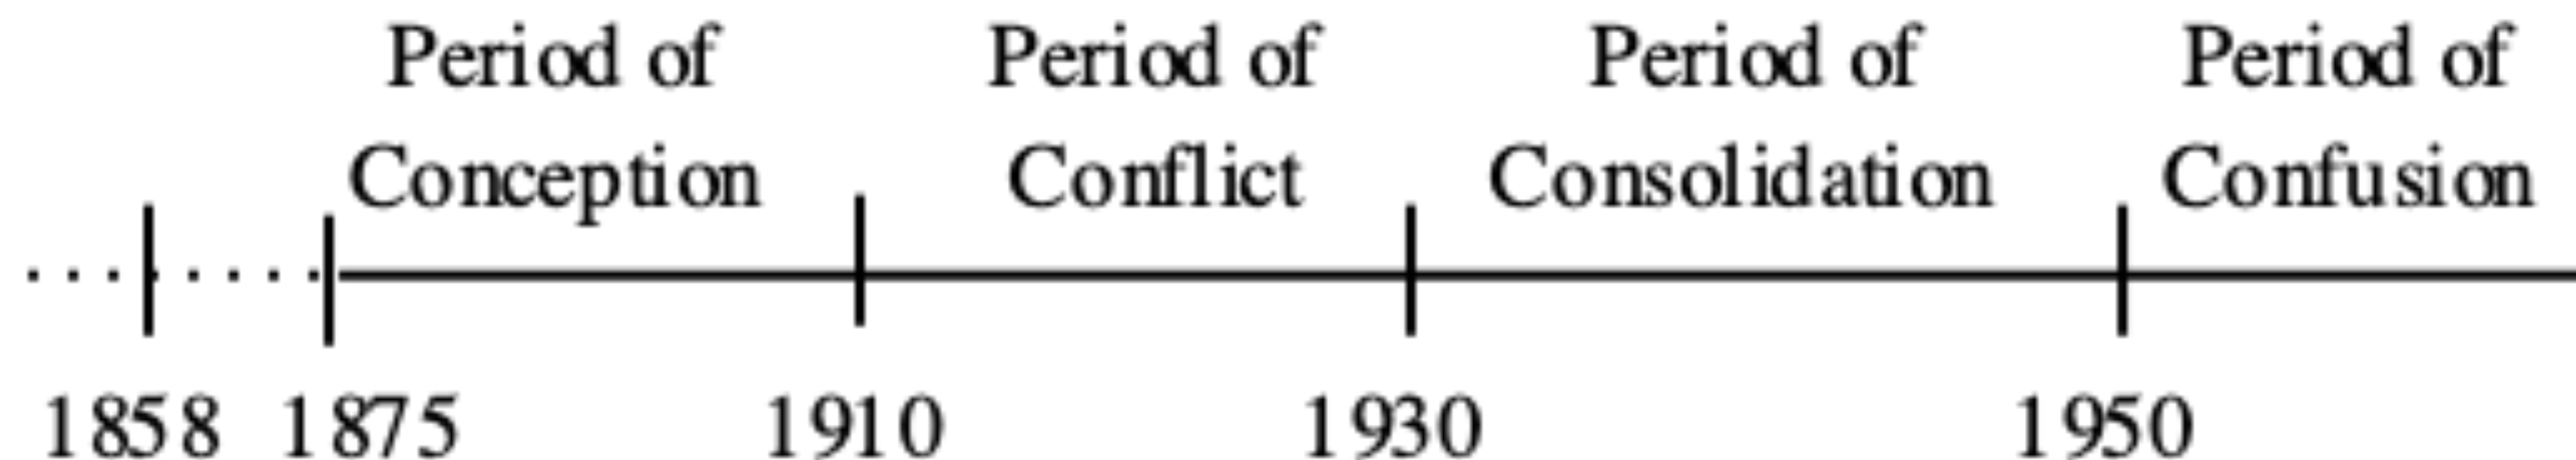 Period of Period of Period of Period of
Conception Conflict Consolidation Confusion
1858 1875 1910 1930 1950